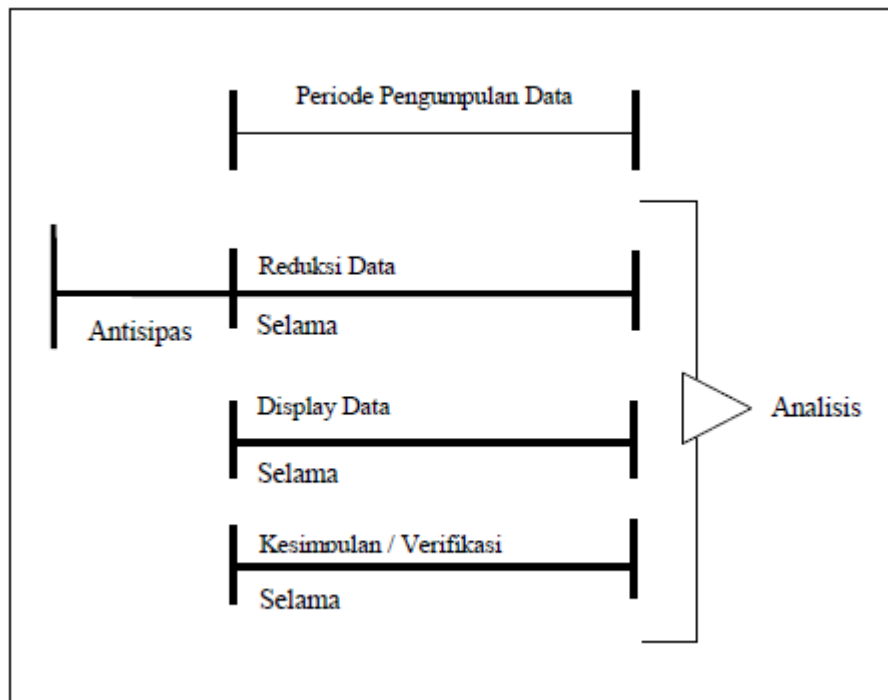 Periode Pengumpulan Data
Reduksi Data
Antisipas
Selama
Display Data
Analisis
Selama
Kesimpulan / Verifikasi
Selama